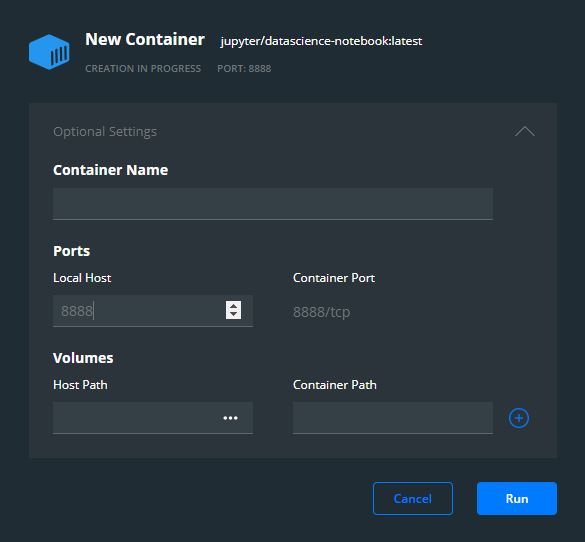 New Container jupyter/datascience-notebook:latest
CREATION IN PROGRESS PORT: 8888
Optional Settings
Container Name
Ports
Local Host Container Port
8888 8888/tcp
Volumes
Host Path Container Path
Cancel Run